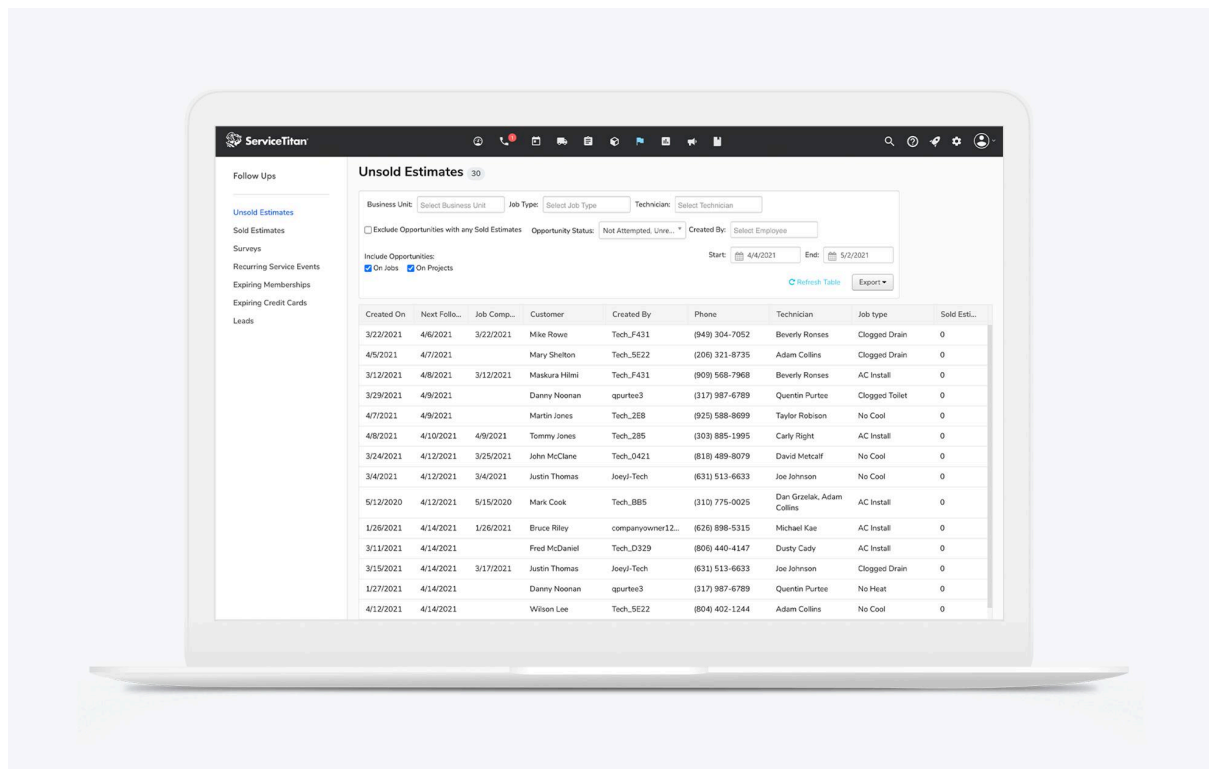 ServiceTitan
1
Follow Ups
Unsold Estimates
Sold Estimates
Surveys
Recurring Service Events
Expiring Memberships
Expiring Credit Cards
Leads
Unsold Estimates 30
Business Unit: Select Business Unit Job Type: Select Job Type Technician: Select Technician
Exclude Opportunities with any Sold Estimates Opportunity Status: Not Attempted, Unre... Created By: Select Employee
Include Opportunities: Start: 4/4/2021 End: 5/2/2021
On Jobs On Projects
Refresh Table Export
Created On Next Follo... Job Comp... Customer Created By Phone Technician Job type Sold Esti...
3/22/2021 4/6/2021 3/22/2021 Mike Rowe Tech_F431 (949) 304-7052 Beverly Ronses Clogged Drain 0
4/5/2021 4/7/2021 Mary Shelton Tech_5E22 (206) 321-8735 Adam Collins Clogged Drain 0
3/12/2021 4/8/2021 3/12/2021 Maskura Hilmi Tech_F431 (909) 568-7968 Beverly Ronses AC Install 0
3/29/2021 4/9/2021 Danny Noonan qpurtee3 (317) 987-6789 Quentin Purtee Clogged Toilet 0
4/7/2021 4/9/2021 Martin Jones Tech_2E8 (925) 588-8699 Taylor Robison No Cool 0
4/8/2021 4/10/2021 4/9/2021 Tommy Jones Tech_285 (303) 885-1995 Carly Right AC Install 0
3/24/2021 4/12/2021 3/25/2021 John McClane Tech_0421 (818) 489-8079 David Metcalf No Cool 0
3/4/2021 4/12/2021 3/4/2021 Justin Thomas JoeyJ-Tech (631) 513-6633 Joe Johnson No Cool 0
5/12/2020 4/12/2021 5/15/2020 Mark Cook Tech_BB5 (310) 775-0025 Dan Grzelak, Adam Collins AC Install 0
1/26/2021 4/14/2021 1/26/2021 Bruce Riley companyowner12... (626) 898-5315 Michael Kae AC Install 0
3/11/2021 4/14/2021 Fred McDaniel Tech_D329 (806) 440-4147 Dusty Cady AC Install 0
3/15/2021 4/14/2021 3/17/2021 Justin Thomas JoeyJ-Tech (631) 513-6633 Joe Johnson Clogged Drain 0
1/27/2021 4/14/2021 Danny Noonan qpurtee3 (317) 987-6789 Quentin Purtee No Heat 0
4/12/2021 4/14/2021 Wilson Lee Tech_5E22 (804) 402-1244 Adam Collins No Cool 0